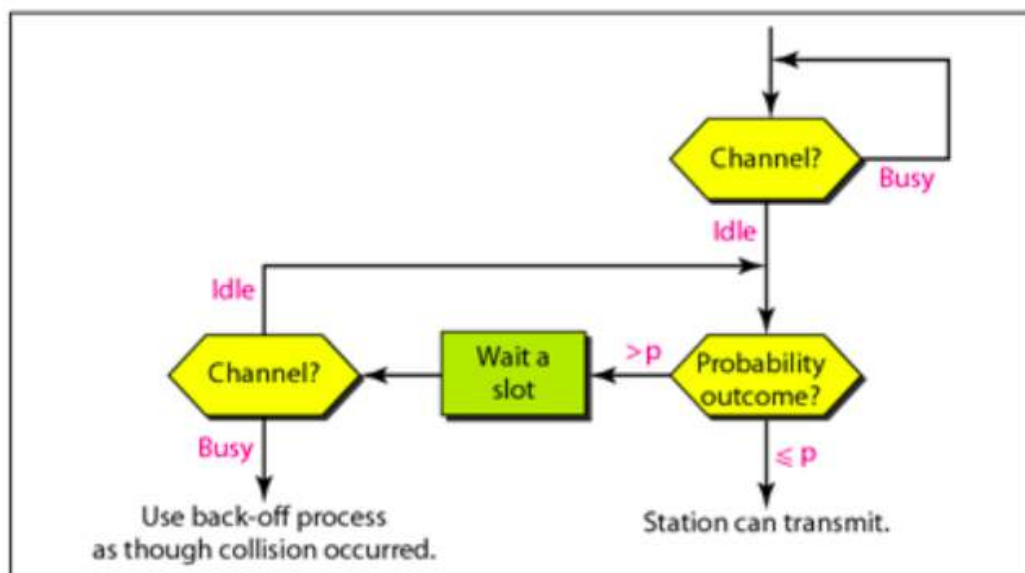 Channel?
Busy
Idle
Idle
Channel?
Wait a
slot
>p
Probability
outcome?
Busy
⩽ p
Use back-off process
as though collision occurred.
Station can transmit.